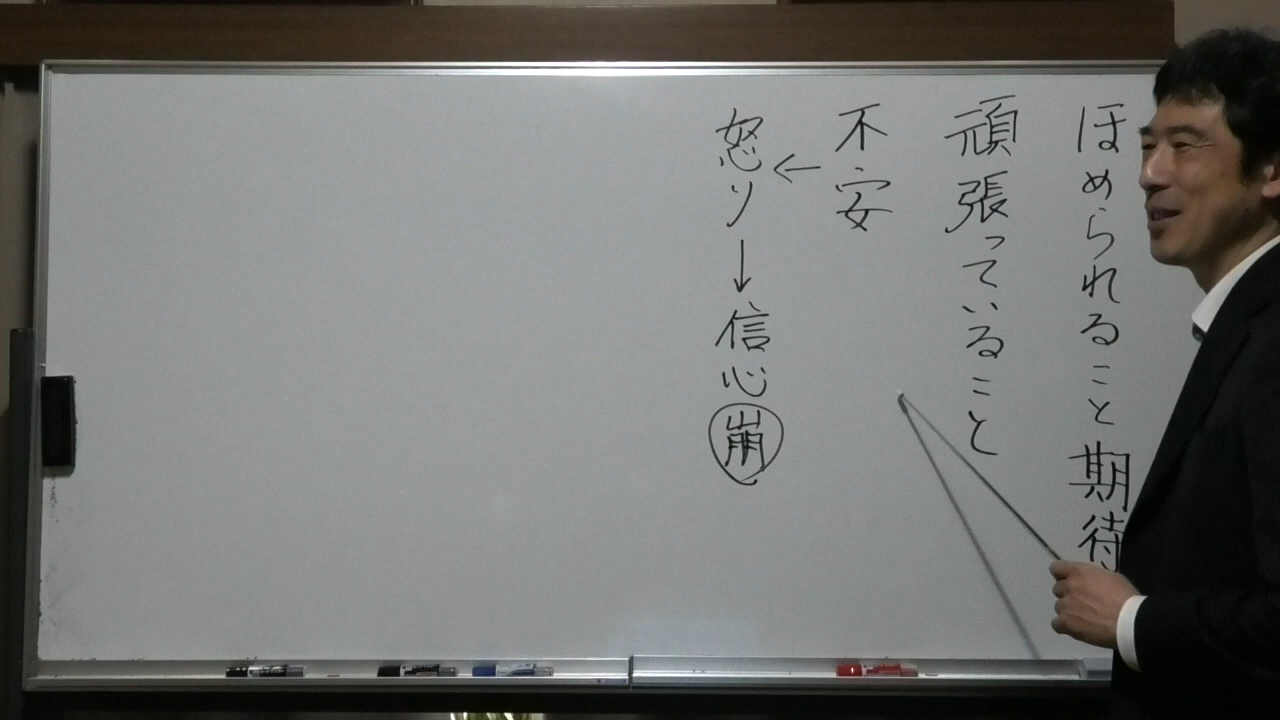 ほめられること期待
頑張っていること
不安
←
怒り→信心崩